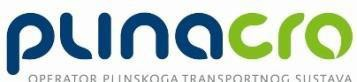 plinacro
OPERATOR PLINSKOGA TRANSPORTNOG SUSTAVA